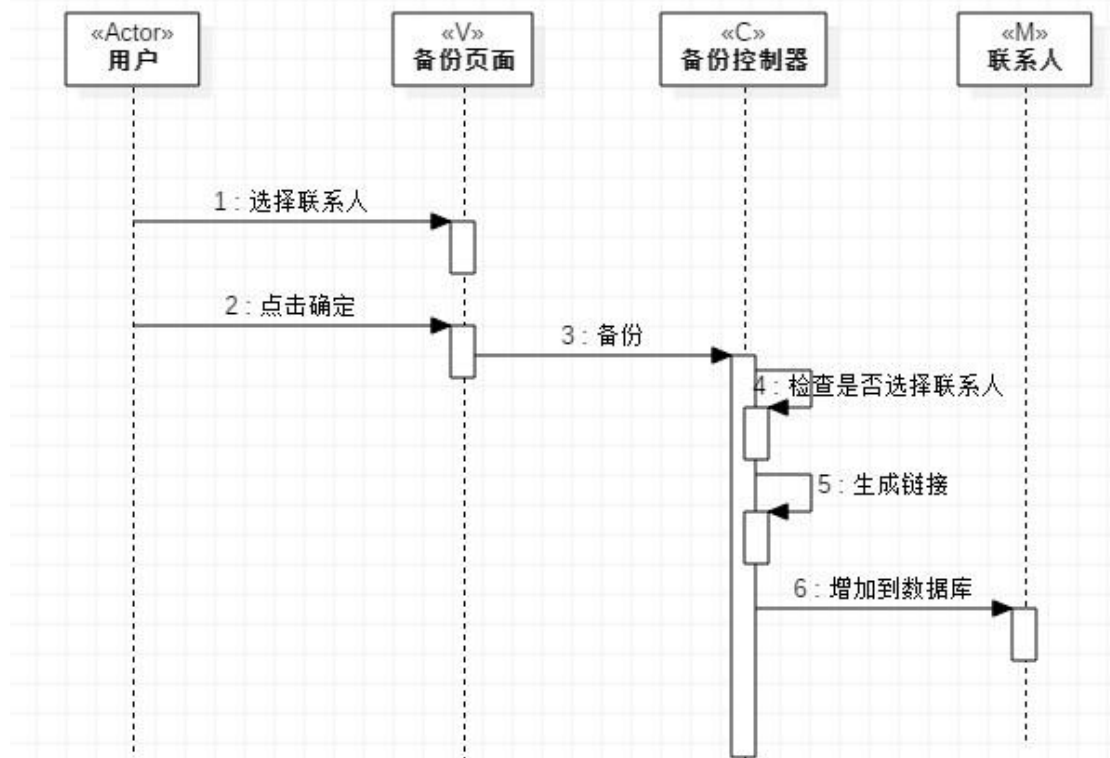 «Actor»
用户
«V»
备份页面
«C»
备份控制器
«M»
联系人
1 : 选择联系人
2 : 点击确定
3 : 备份
4 : 检查是否选择联系人
5 : 生成链接
6 : 增加到数据库